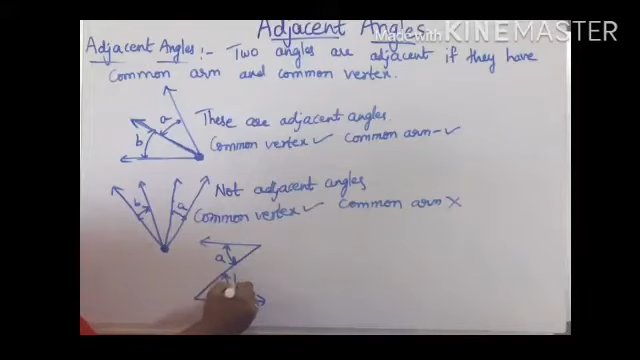 Adjacent Angles
Made with KINEMASTER
Adjacent Angles :- Two angles are adjacent if they have
Common arm and common vertex.
a
b
These are adjacent angles.
Common vertex ✓ Common arm - ✓
b a
Not adjacent angles
Common vertex ✓ Common arm ✗
a